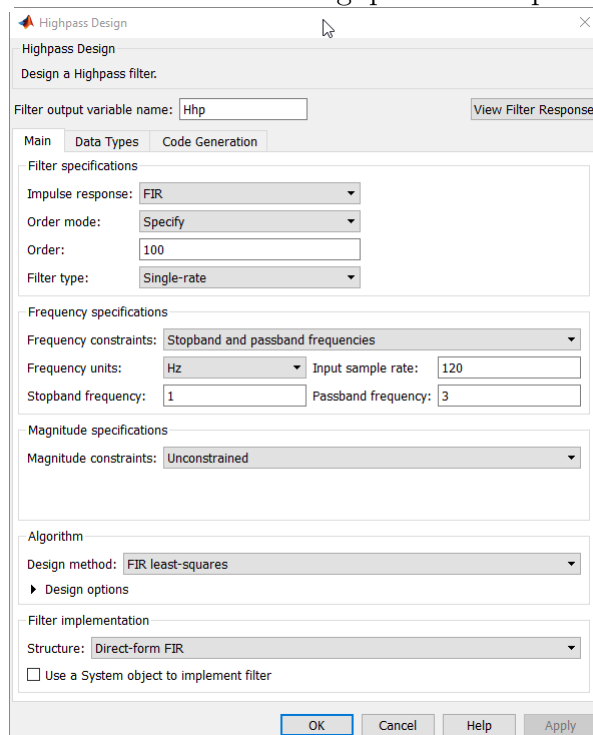 Highpass Design
Highpass Design
Design a Highpass filter.
Filter output variable name: Hhp View Filter Response
Main Data Types Code Generation
Filter specifications
Impulse response: FIR
Order mode: Specify
Order: 100
Filter type: Single-rate
Frequency specifications
Frequency constraints: Stopband and passband frequencies
Frequency units: Hz Input sample rate: 120
Stopband frequency: 1 Passband frequency: 3
Magnitude specifications
Magnitude constraints: Unconstrained
Algorithm
Design method: FIR least-squares
Design options
Filter implementation
Structure: Direct-form FIR
Use a System object to implement filter
OK Cancel Help Apply